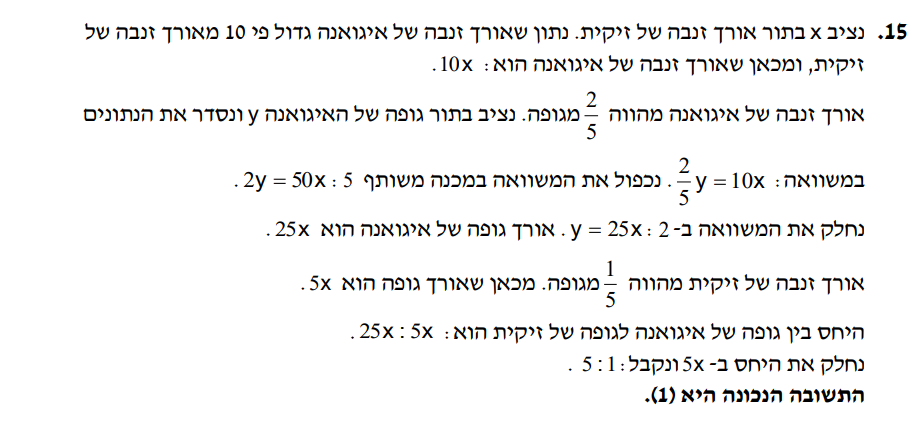 15. נציב x בתור אורך זנבה של זיקית. נתון שאורך זנבה של איגואנה גדול פי 10 מאורך זנבה של
זיקית, ומכאן שאורך זנבה של איגואנה הוא: 10x.
אורך זנבה של איגואנה מהווה 2/5 מגופה. נציב בתור גופה של האיגואנה y ונסדר את הנתונים
במשוואה: 2/5 y = 10x. נכפול את המשוואה במכנה משותף 5: 2y = 50x.
נחלק את המשוואה ב- 2: y = 25x. אורך גופה של איגואנה הוא 25x.
אורך זנבה של זיקית מהווה 1/5 מגופה. מכאן שאורך גופה הוא 5x.
היחס בין גופה של איגואנה לגופה של זיקית הוא: 25x : 5x.
נחלק את היחס ב- 5x ונקבל: 5 : 1.
התשובה הנכונה היא (1).